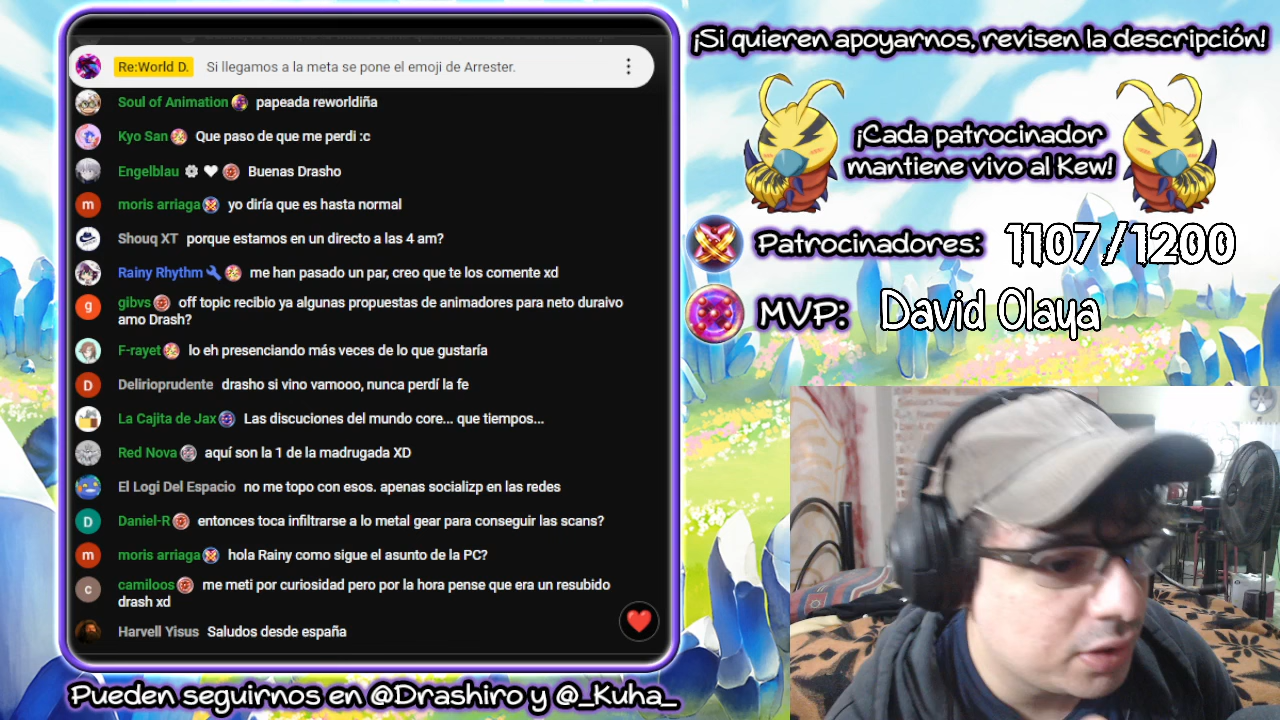 ¡Si quieren apoyarnos, revisen la descripción!
Re:World D. Si llegamos a la meta se pone el emoji de Arrester.
Soul of Animation papeada reworldiña
Kyo San Que paso de que me perdi :c
Engelblau Buenas Drasho
m moris arriaga yo diría que es hasta normal
Shouq XT porque estamos en un directo a las 4 am?
Rainy Rhythm me han pasado un par, creo que te los comente xd
g gibvs off topic recibio ya algunas propuestas de animadores para neto duraivo
amo Drash?
F-rayet lo eh presenciando más veces de lo que gustaría
D Delirioprudente drasho si vino vamooo, nunca perdí la fe
La Cajita de Jax Las discuciones del mundo core... que tiempos...
Red Nova aquí son la 1 de la madrugada XD
El Logi Del Espacio no me topo con esos. apenas socializp en las redes
D Daniel-R entonces toca infiltrarse a lo metal gear para conseguir las scans?
m moris arriaga hola Rainy como sigue el asunto de la PC?
c camiloos me meti por curiosidad pero por la hora pense que era un resubido
drash xd
Harvell Yisus Saludos desde españa
¡Cada patrocinador
mantiene vivo al Kew!
Patrocinadores: 1107/1200
MVP: David Olaya
Pueden seguirnos en @Drashiro y @_Kuha_